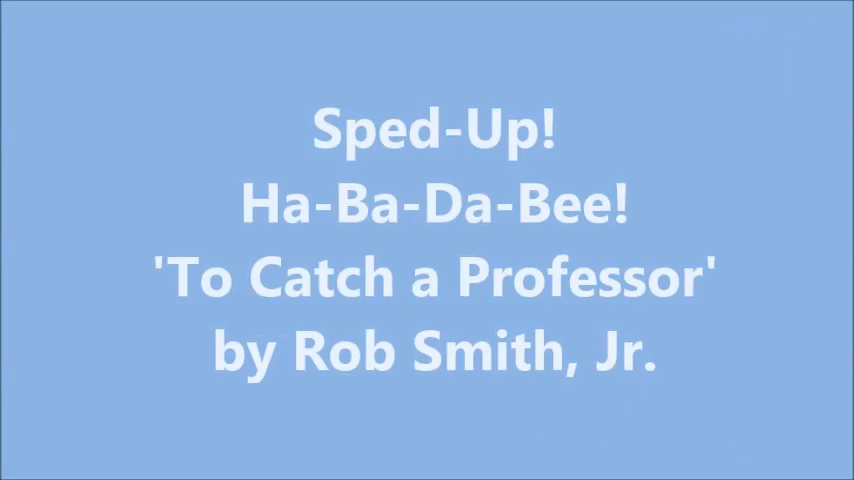 Sped-Up!
Ha-Ba-Da-Bee!
'To Catch a Professor'
by Rob Smith, Jr.